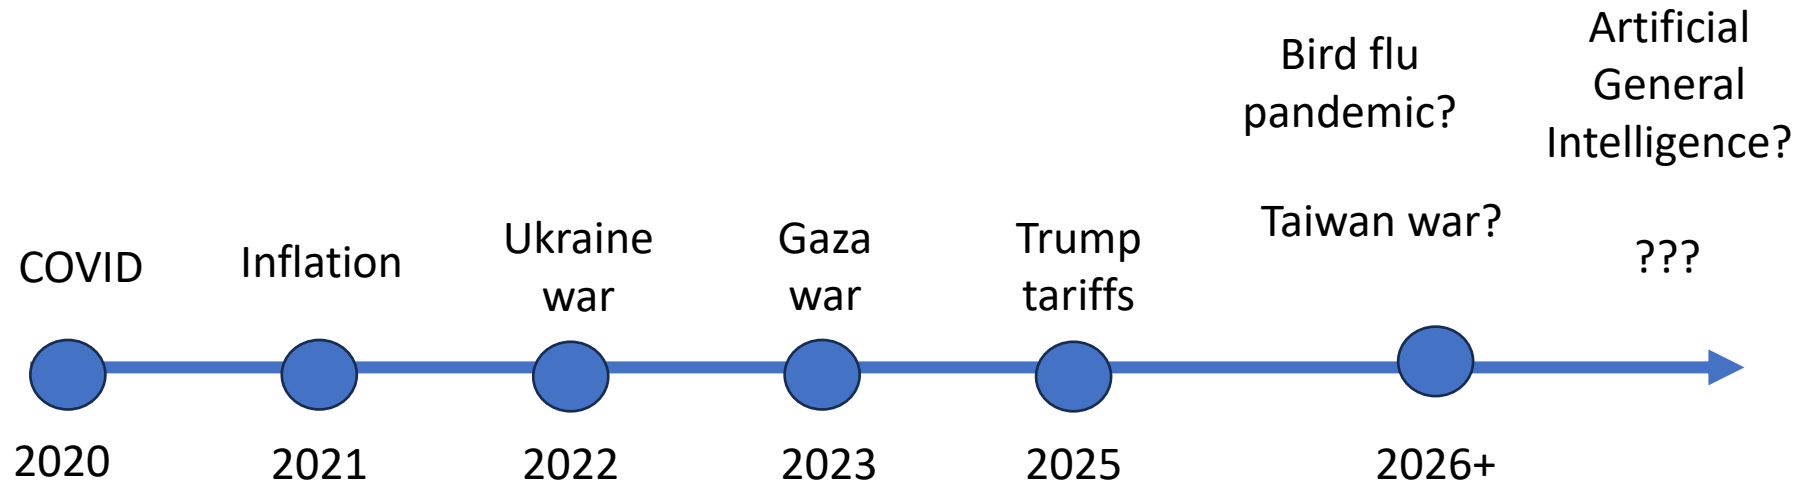 COVID
2020
Inflation
2021
Ukraine
war
2022
Gaza
war
2023
Trump
tariffs
2025
Bird flu
pandemic?
Taiwan war?
2026+
Artificial
General
Intelligence?
???